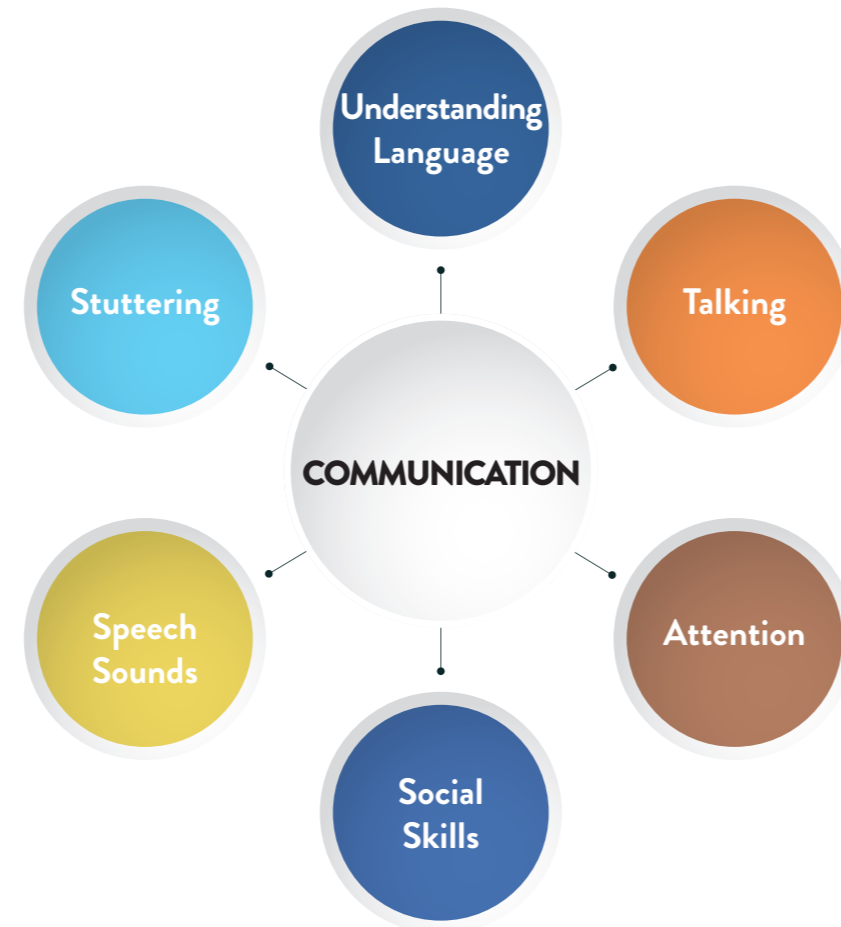 Understanding
Language
Stuttering
Talking
COMMUNICATION
Speech
Sounds
Attention
Social
Skills